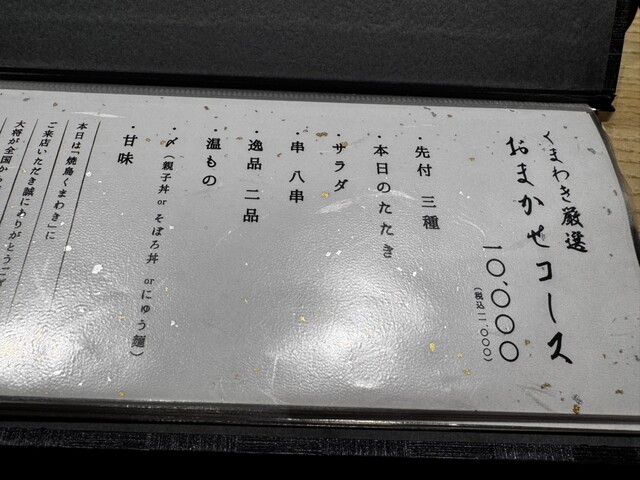 くまわき厳選
おまかせコース
一〇,〇〇〇
(税込一一,〇〇〇)
・先付 三種
・本日のたたき
・サラダ
・串 八串
・逸品 二品
・温もの
・〆(親子丼 or そぼろ丼 orにゅう麺)
・甘味
本日は「焼鳥くまわき」に
ご来店いただき誠にありがとうござ
大将が全国か